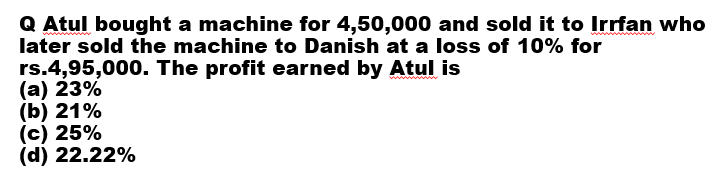 Q Atul bought a machine for 4,50,000 and sold it to Irrfan who
later sold the machine to Danish at a loss of 10% for
rs.4,95,000. The profit earned by Atul is
(a) 23%
(b) 21%
(c) 25%
(d) 22.22%